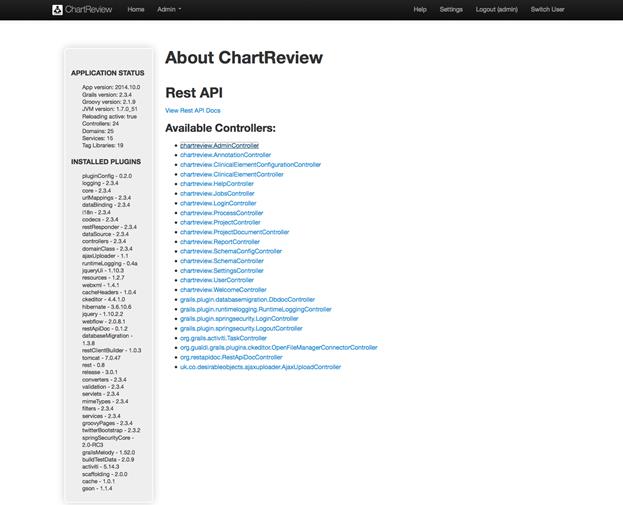 ChartReview Home Admin Help Settings Logout (admin) Switch User
About ChartReview
APPLICATION STATUS
App version: 2014.10.0
Grails version: 2.3.4
Groovy version: 2.1.9
JVM version: 1.7.0_51
Reloading active: true
Controllers: 24
Domains: 25
Services: 15
Tag Libraries: 19
INSTALLED PLUGINS
pluginConfig - 0.2.0
logging - 2.3.4
core - 2.3.4
urlMappings - 2.3.4
dataBinding - 2.3.4
i18n - 2.3.4
codecs - 2.3.4
restResponder - 2.3.4
dataSource - 2.3.4
controllers - 2.3.4
domainClass - 2.3.4
ajaxUploader - 1.1
runtimeLogging - 0.4a
jqueryUi - 1.10.3
resources - 1.2.7
webxml - 1.4.1
cacheHeaders - 1.0.4
ckeditor - 4.4.1.0
hibernate - 3.6.10.6
jquery - 1.10.2.2
webflow - 2.0.8.1
restApiDoc - 0.1.2
databaseMigration -
1.3.8
restClientBuilder - 1.0.3
tomcat - 7.0.47
rest - 0.8
release - 3.0.1
converters - 2.3.4
validation - 2.3.4
servlets - 2.3.4
mimeTypes - 2.3.4
filters - 2.3.4
services - 2.3.4
groovyPages - 2.3.4
twitterBootstrap - 2.3.2
springSecurityCore -
2.0-RC3
grailsMelody - 1.52.0
buildTestData - 2.0.9
activiti - 5.14.3
scaffolding - 2.0.0
cache - 1.0.1
gson - 1.1.4
Rest API
View Rest API Docs
Available Controllers:
chartreview.AdminController
chartreview.AnnotationController
chartreview.ClinicalElementConfigurationController
chartreview.ClinicalElementController
chartreview.HelpController
chartreview.JobsController
chartreview.LoginController
chartreview.ProcessController
chartreview.ProjectController
chartreview.ProjectDocumentController
chartreview.ReportController
chartreview.SchemaConfigController
chartreview.SchemaController
chartreview.SettingsController
chartreview.UserController
chartreview.WelcomeController
grails.plugin.databasemigration.DbdocController
grails.plugin.runtimelogging.RuntimeLoggingController
grails.plugin.springsecurity.LoginController
grails.plugin.springsecurity.LogoutController
org.grails.activiti.TaskController
org.gualdi.grails.plugins.ckeditor.OpenFileManagerConnectorController
org.restapidoc.RestApiDocController
uk.co.desirableobjects.ajaxuploader.AjaxUploadController